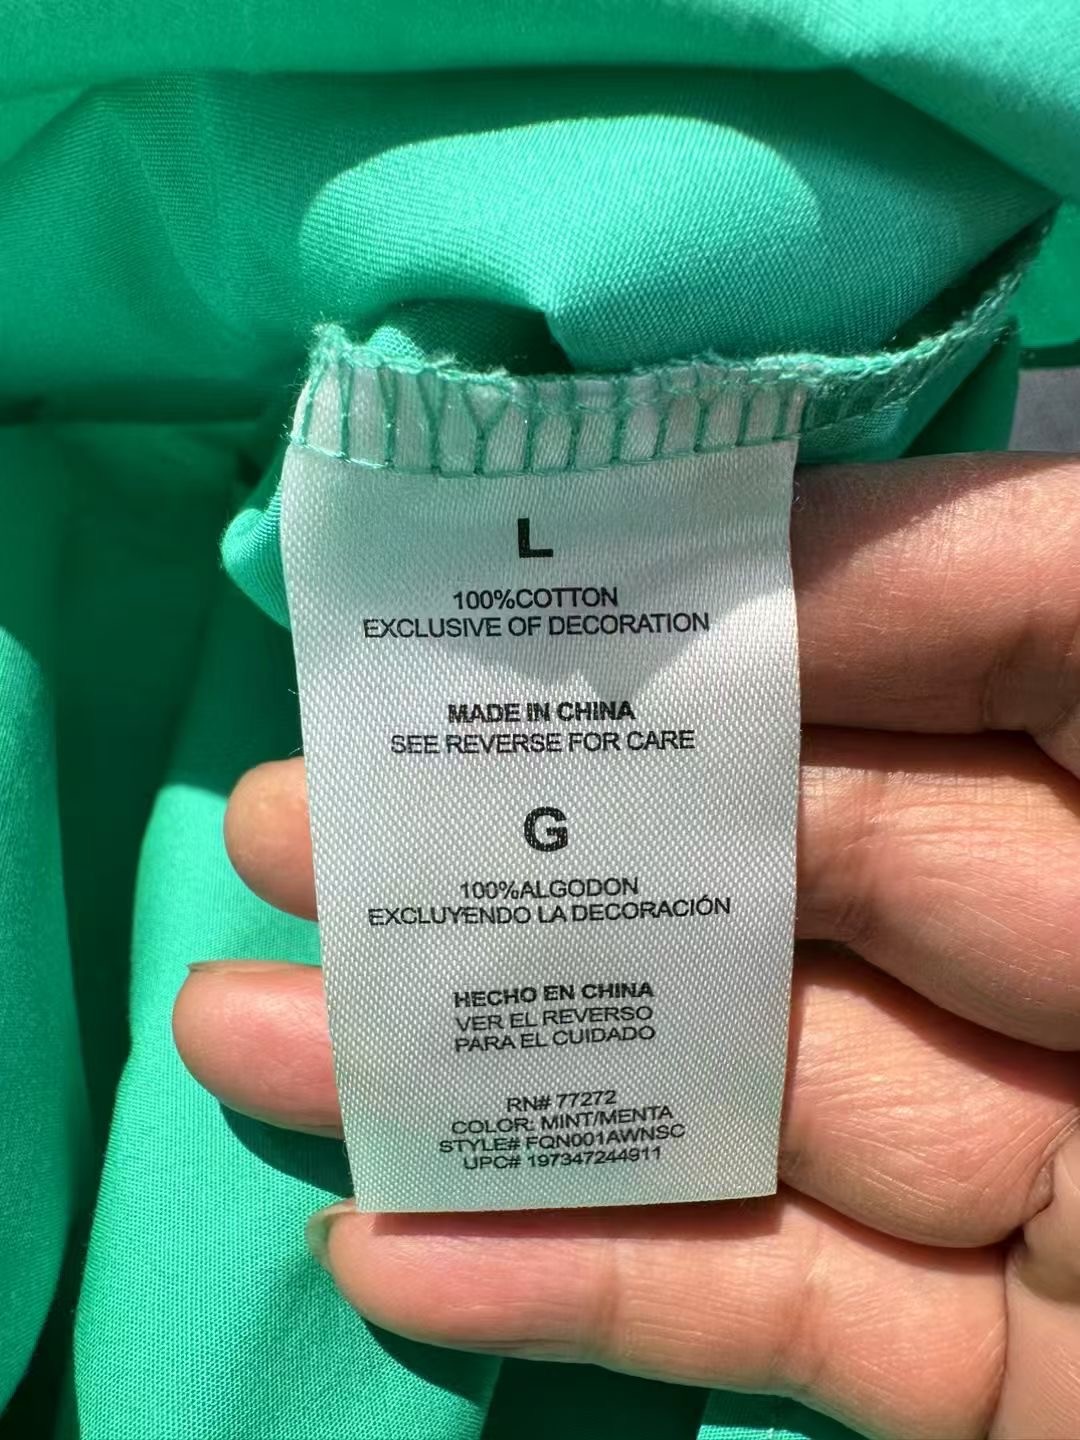 L
100%COTTON
EXCLUSIVE OF DECORATION
MADE IN CHINA
SEE REVERSE FOR CARE
G
100%ALGODON
EXCLUYENDO LA DECORACIÓN
HECHO EN CHINA
VER EL REVERSO
PARA EL CUIDADO
RN# 77272
COLOR: MINT/MENTA
STYLE# FQN001AWNSC
UPC# 197347244911